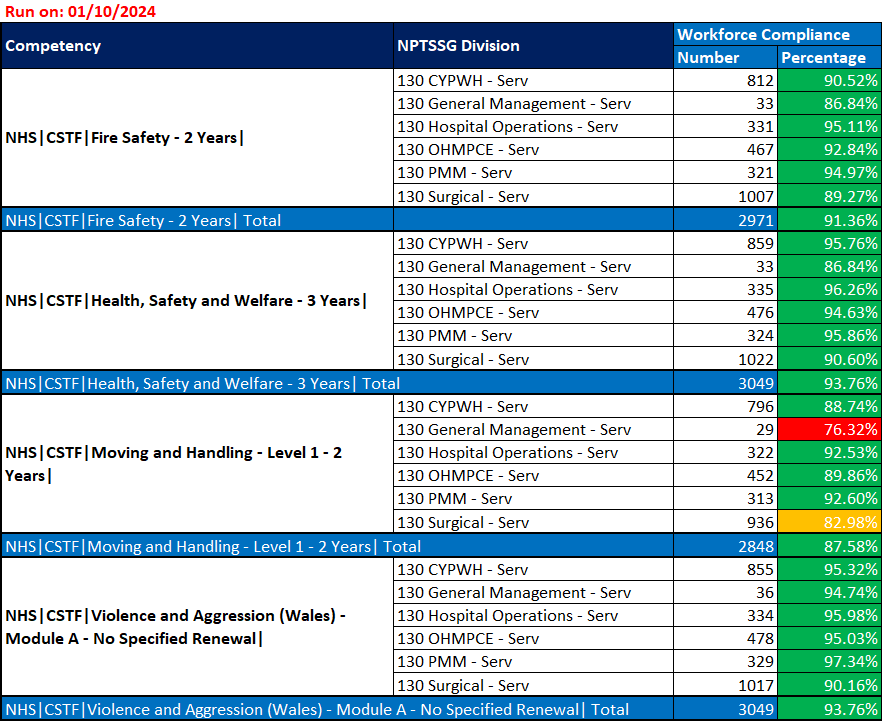 Run on: 01/10/2024
Competency NPTSSG Division Workforce Compliance
Number Percentage
NHS|CSTF|Fire Safety - 2 Years|
130 CYPWH - Serv 812 90.52%
130 General Management - Serv 33 86.84%
130 Hospital Operations - Serv 331 95.11%
130 OHMPCE - Serv 467 92.84%
130 PMM - Serv 321 94.97%
130 Surgical - Serv 1007 89.27%
NHS|CSTF|Fire Safety - 2 Years| Total 2971 91.36%
NHS|CSTF|Health, Safety and Welfare - 3 Years|
130 CYPWH - Serv 859 95.76%
130 General Management - Serv 33 86.84%
130 Hospital Operations - Serv 335 96.26%
130 OHMPCE - Serv 476 94.63%
130 PMM - Serv 324 95.86%
130 Surgical - Serv 1022 90.60%
NHS|CSTF|Health, Safety and Welfare - 3 Years| Total 3049 93.76%
NHS|CSTF|Moving and Handling - Level 1 - 2
Years|
130 CYPWH - Serv 796 88.74%
130 General Management - Serv 29 76.32%
130 Hospital Operations - Serv 322 92.53%
130 OHMPCE - Serv 452 89.86%
130 PMM - Serv 313 92.60%
130 Surgical - Serv 936 82.98%
NHS|CSTF|Moving and Handling - Level 1 - 2 Years| Total 2848 87.58%
NHS|CSTF|Violence and Aggression (Wales) -
Module A - No Specified Renewal|
130 CYPWH - Serv 855 95.32%
130 General Management - Serv 36 94.74%
130 Hospital Operations - Serv 334 95.98%
130 OHMPCE - Serv 478 95.03%
130 PMM - Serv 329 97.34%
130 Surgical - Serv 1017 90.16%
NHS|CSTF|Violence and Aggression (Wales) - Module A - No Specified Renewal| Total 3049 93.76%